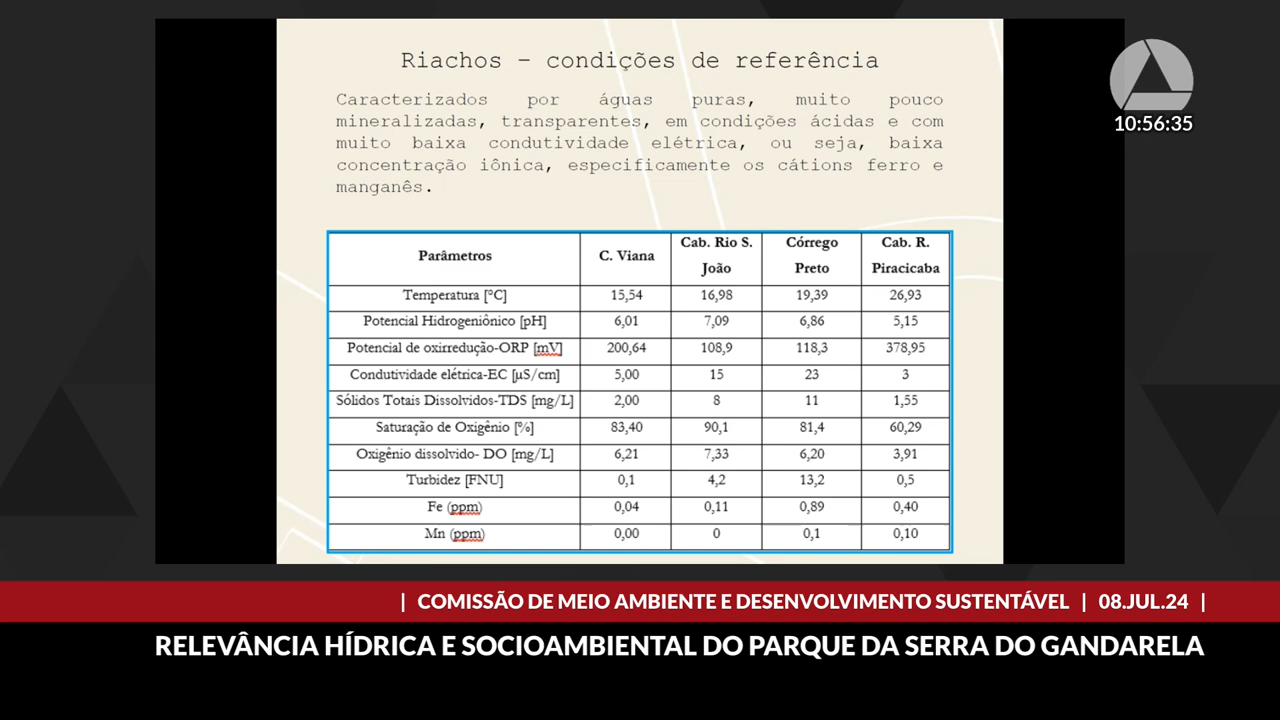 Riachos – condições de referência
10:56:35
Caracterizados por águas puras, muito pouco
mineralizadas, transparentes, em condições ácidas e com
muito baixa condutividade elétrica, ou seja, baixa
concentração iônica, especificamente os cátions ferro e
manganês.
Parâmetros C. Viana Cab. Rio S. João Córrego Preto Cab. R. Piracicaba
Temperatura [°C] 15,54 16,98 19,39 26,93
Potencial Hidrogeniônico [pH] 6,01 7,09 6,86 5,15
Potencial de oxirredução-ORP [mV] 200,64 108,9 118,3 378,95
Condutividade elétrica-EC [µS/cm] 5,00 15 23 3
Sólidos Totais Dissolvidos-TDS [mg/L] 2,00 8 11 1,55
Saturação de Oxigênio [%] 83,40 90,1 81,4 60,29
Oxigênio dissolvido- DO [mg/L] 6,21 7,33 6,20 3,91
Turbidez [FNU] 0,1 4,2 13,2 0,5
Fe (ppm) 0,04 0,11 0,89 0,40
Mn (ppm) 0,00 0 0,1 0,10
| COMISSÃO DE MEIO AMBIENTE E DESENVOLVIMENTO SUSTENTÁVEL | 08.JUL.24 |
RELEVÂNCIA HÍDRICA E SOCIOAMBIENTAL DO PARQUE DA SERRA DO GANDARELA